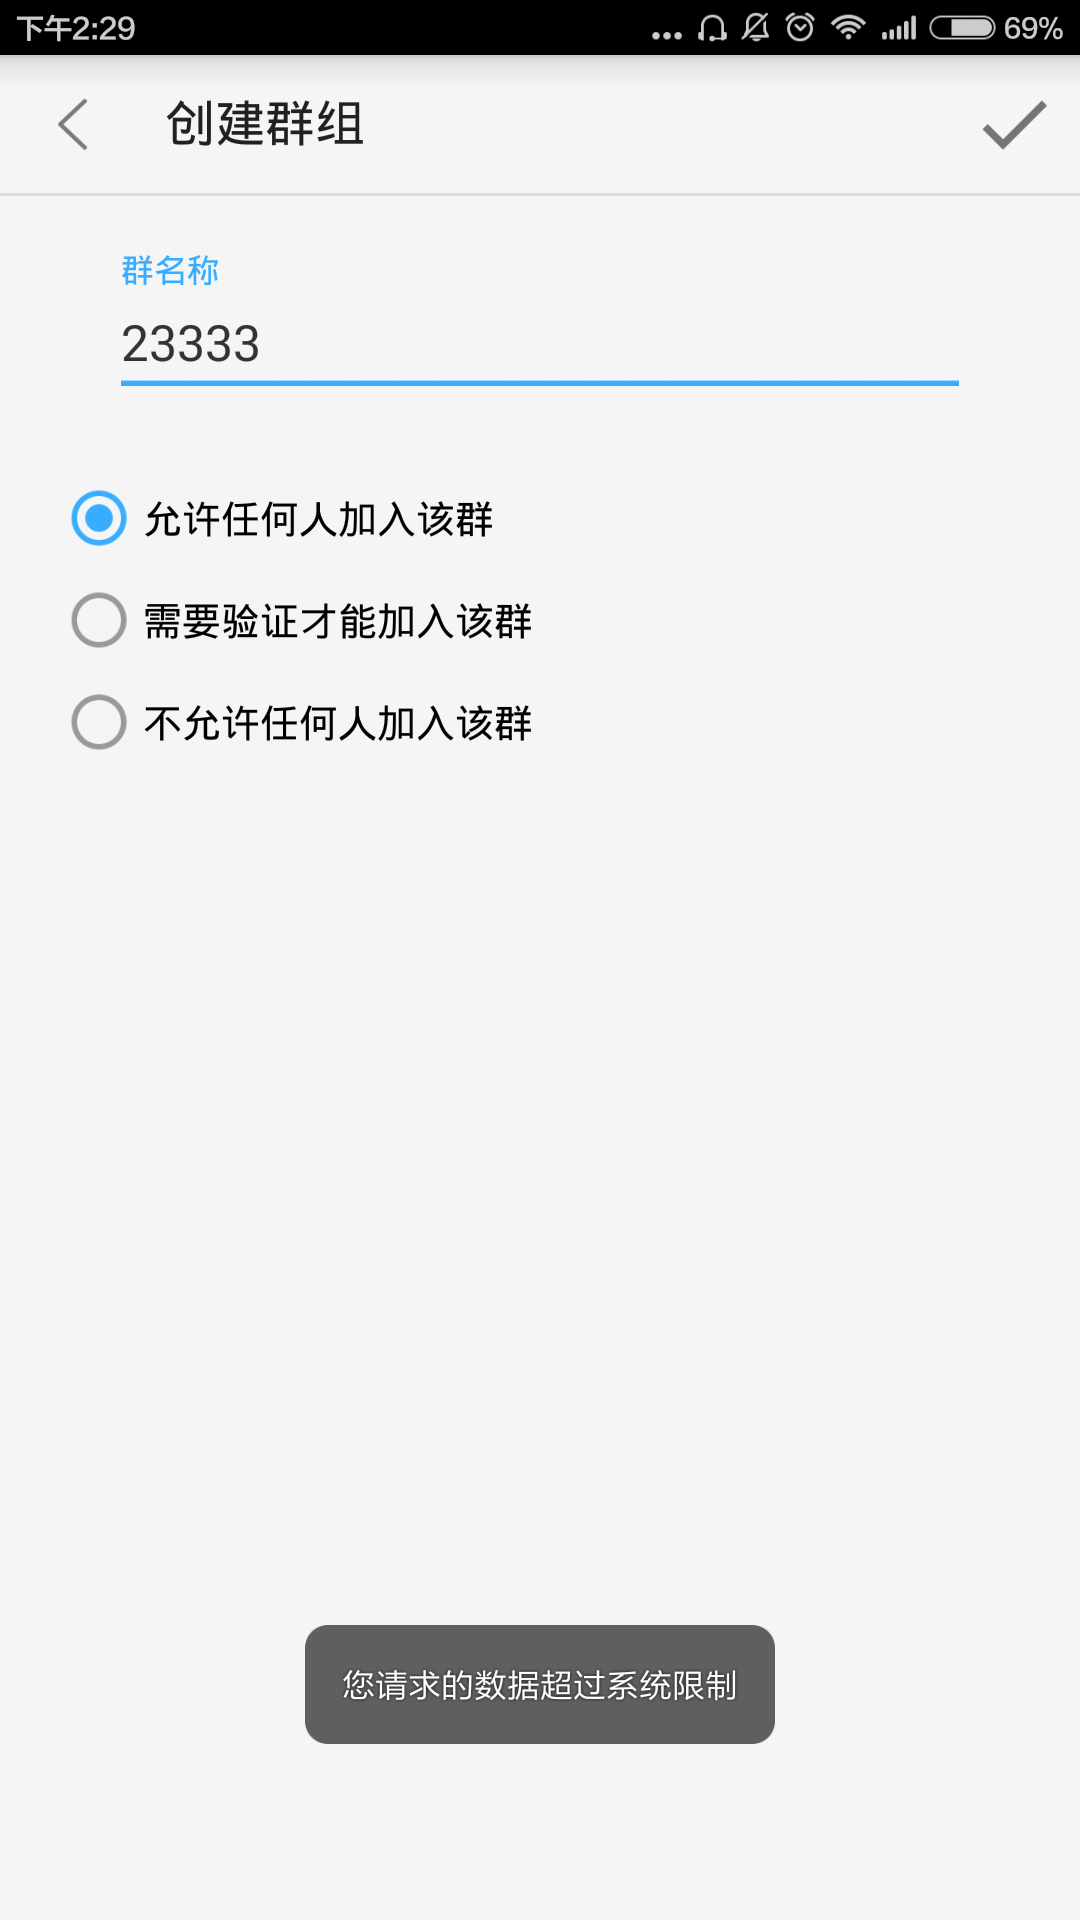 下午2:29
69%
创建群组
群名称
23333
允许任何人加入该群
需要验证才能加入该群
不允许任何人加入该群
您请求的数据超过系统限制